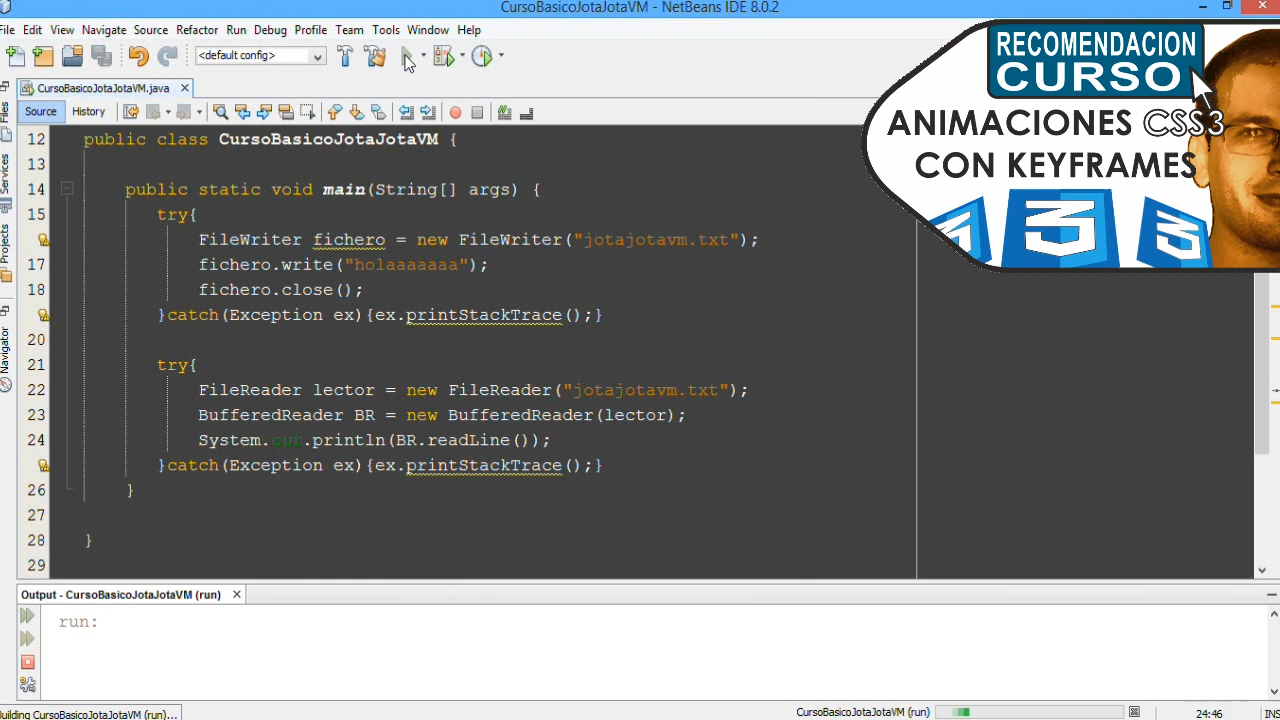 CursoBasicoJotaJotaVM - NetBeans IDE 8.0.2
File Edit View Navigate Source Refactor Run Debug Profile Team Tools Window Help
<default config>
CursoBasicoJotaJotaVM.java
Source History
Files
Services
Projects
Navigator
12 public class CursoBasicoJotaJotaVM {
13
14 public static void main(String[] args) {
15 try{
FileWriter fichero = new FileWriter("jotajotavm.txt");
17 fichero.write("holaaaaaaa");
18 fichero.close();
}catch(Exception ex){ex.printStackTrace();}
20
21 try{
22 FileReader lector = new FileReader("jotajotavm.txt");
23 BufferedReader BR = new BufferedReader(lector);
24 System.out.println(BR.readLine());
}catch(Exception ex){ex.printStackTrace();}
26 }
27
28 }
29
RECOMENDACION
CURSO
ANIMACIONES CSS3
CON KEYFRAMES
Output - CursoBasicoJotaJotaVM (run)
run:
Building CursoBasicoJotaJotaVM (run)...
CursoBasicoJotaJotaVM (run)
24:46
INS